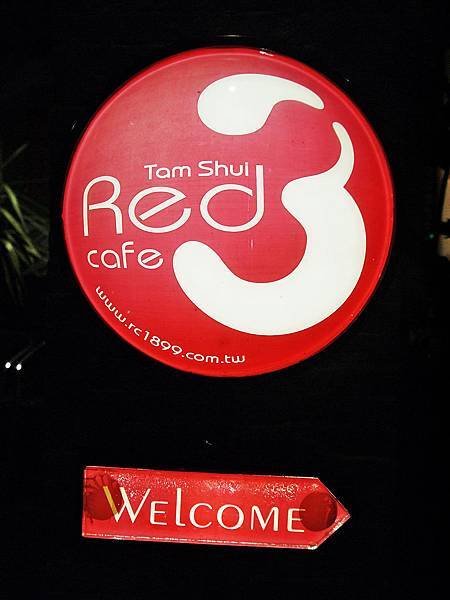 Tam Shui
Red 3
cafe
www.rc1899.com.tw
WELCOME